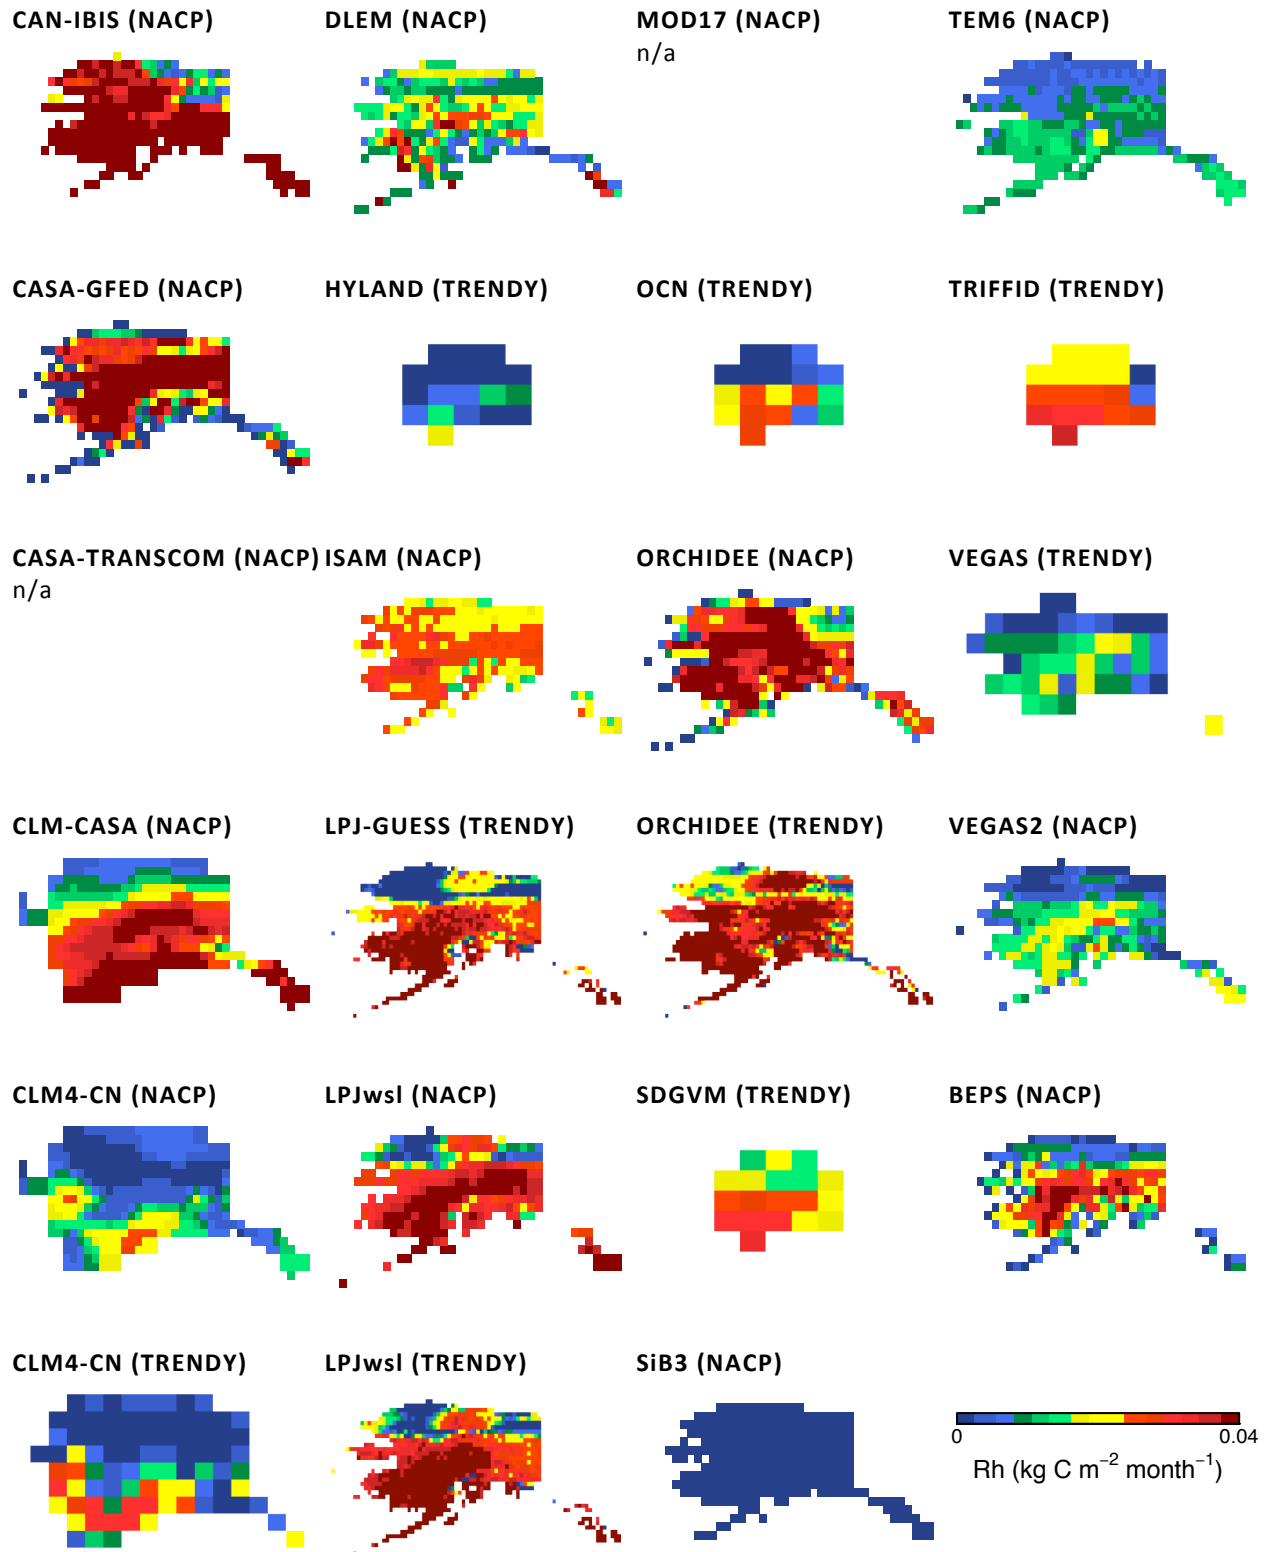 CAN-IBIS (NACP) DLEM (NACP) MOD17 (NACP) TEM6 (NACP)
n/a
CASA-GFED (NACP) HYLAND (TRENDY) OCN (TRENDY) TRIFFID (TRENDY)
CASA-TRANSCOM (NACP) ISAM (NACP) ORCHIDEE (NACP) VEGAS (TRENDY)
n/a
CLM-CASA (NACP) LPJ-GUESS (TRENDY) ORCHIDEE (TRENDY) VEGAS2 (NACP)
CLM4-CN (NACP) LPJwsl (NACP) SDGVM (TRENDY) BEPS (NACP)
CLM4-CN (TRENDY) LPJwsl (TRENDY) SiB3 (NACP)
0 0.04
Rh (kg C m⁻² month⁻¹)